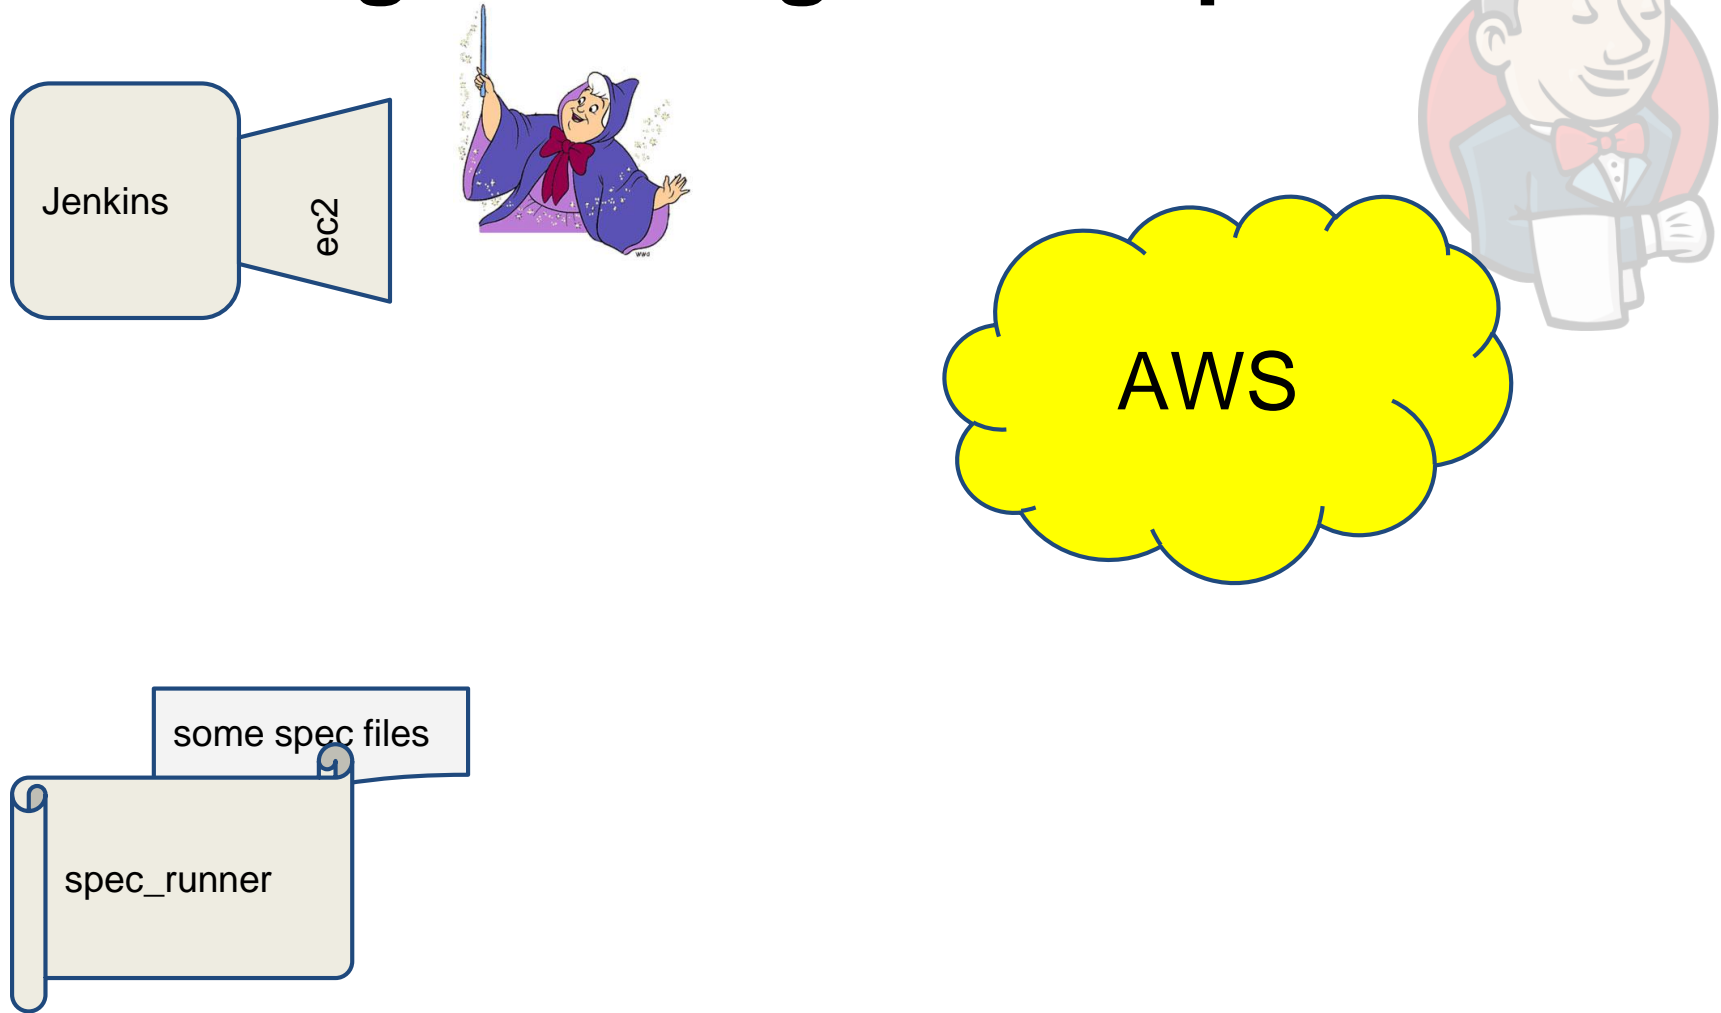 Jenkins
ec2
AWS
some spec files
spec_runner